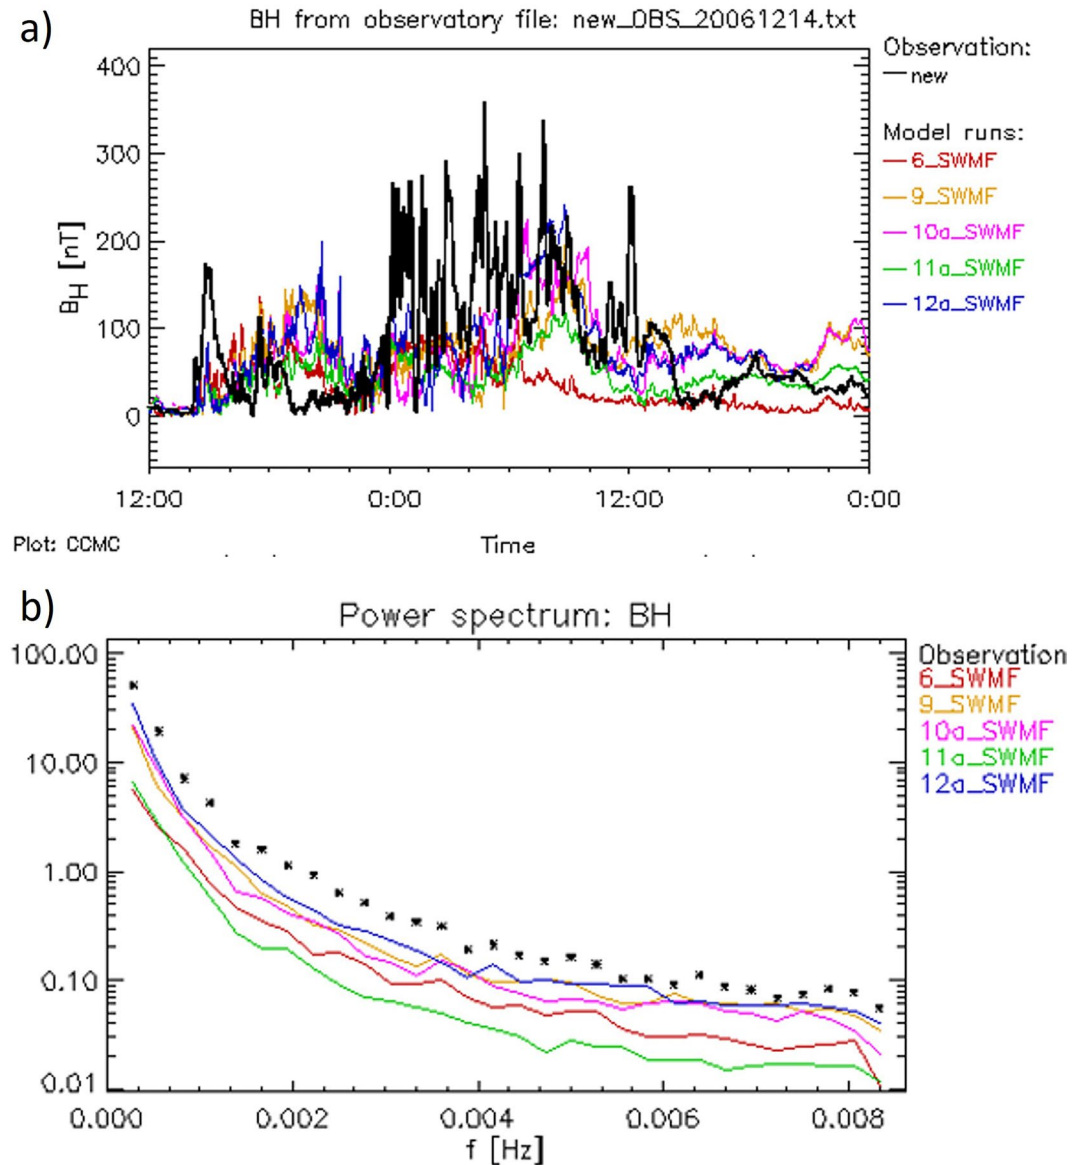 a)
BH from observatory file: new_OBS_20061214.txt
Observation:
new
Model runs:
6_SWMF
9_SWMF
10a_SWMF
11a_SWMF
12a_SWMF
B_H [nT]
400
300
200
100
0
12:00
0:00
12:00
0:00
Plot: CCMC
Time
b)
Power spectrum: BH
100.00
10.00
1.00
0.10
0.01
0.000
0.002
0.004
0.006
0.008
f [Hz]
Observation
6_SWMF
9_SWMF
10a_SWMF
11a_SWMF
12a_SWMF